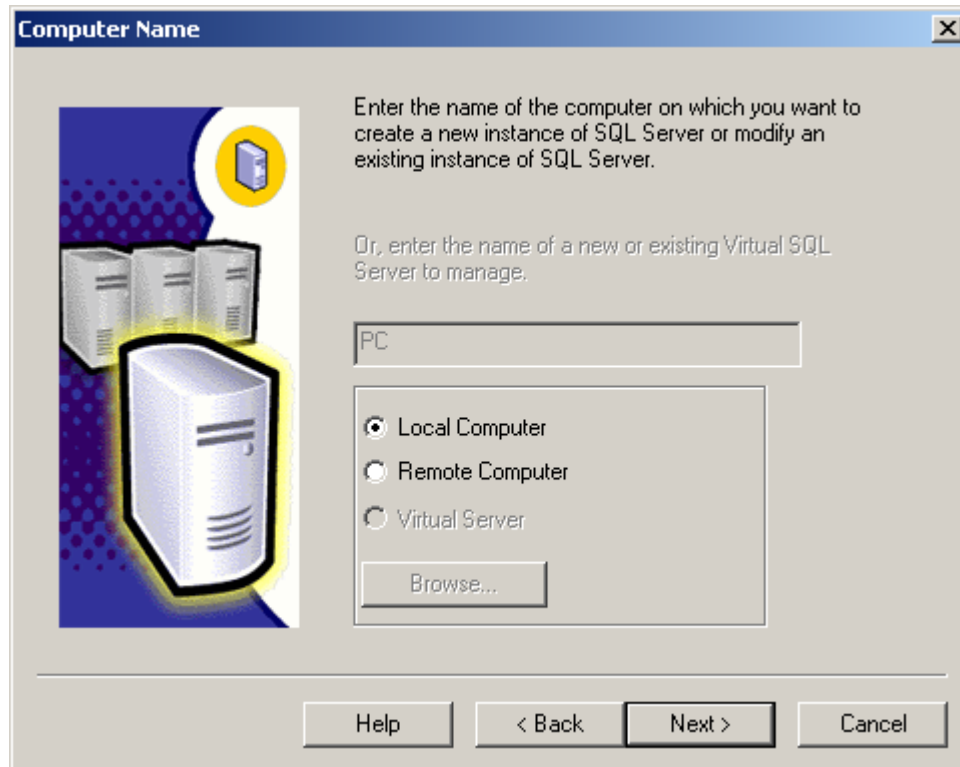 Computer Name
Enter the name of the computer on which you want to
create a new instance of SQL Server or modify an
existing instance of SQL Server.
Or, enter the name of a new or existing Virtual SQL
Server to manage.
PC
Local Computer
Remote Computer
Virtual Server
Browse...
Help
< Back
Next >
Cancel